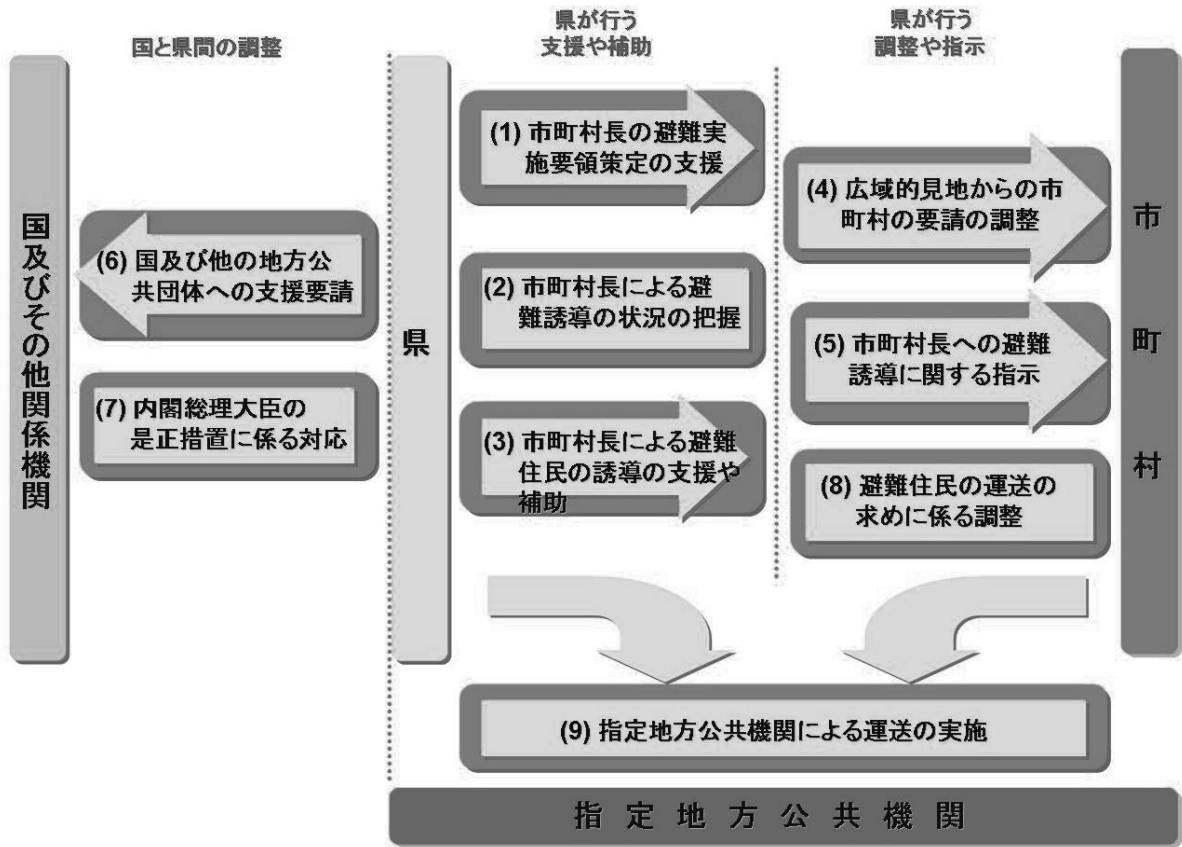 国と県間の調整
県が行う
支援や補助
県が行う
調整や指示
国及びその他関係機関
県
市町村
(1) 市町村長の避難実
施要領策定の支援
(2) 市町村長による避
難誘導の状況の把握
(3) 市町村長による避難
住民の誘導の支援や
補助
(4) 広域的見地からの市
町村の要請の調整
(5) 市町村長への避難
誘導に関する指示
(8) 避難住民の運送の
求めに係る調整
(6) 国及び他の地方公
共団体への支援要請
(7) 内閣総理大臣の
是正措置に係る対応
(9) 指定地方公共機関による運送の実施
指定地方公共機関